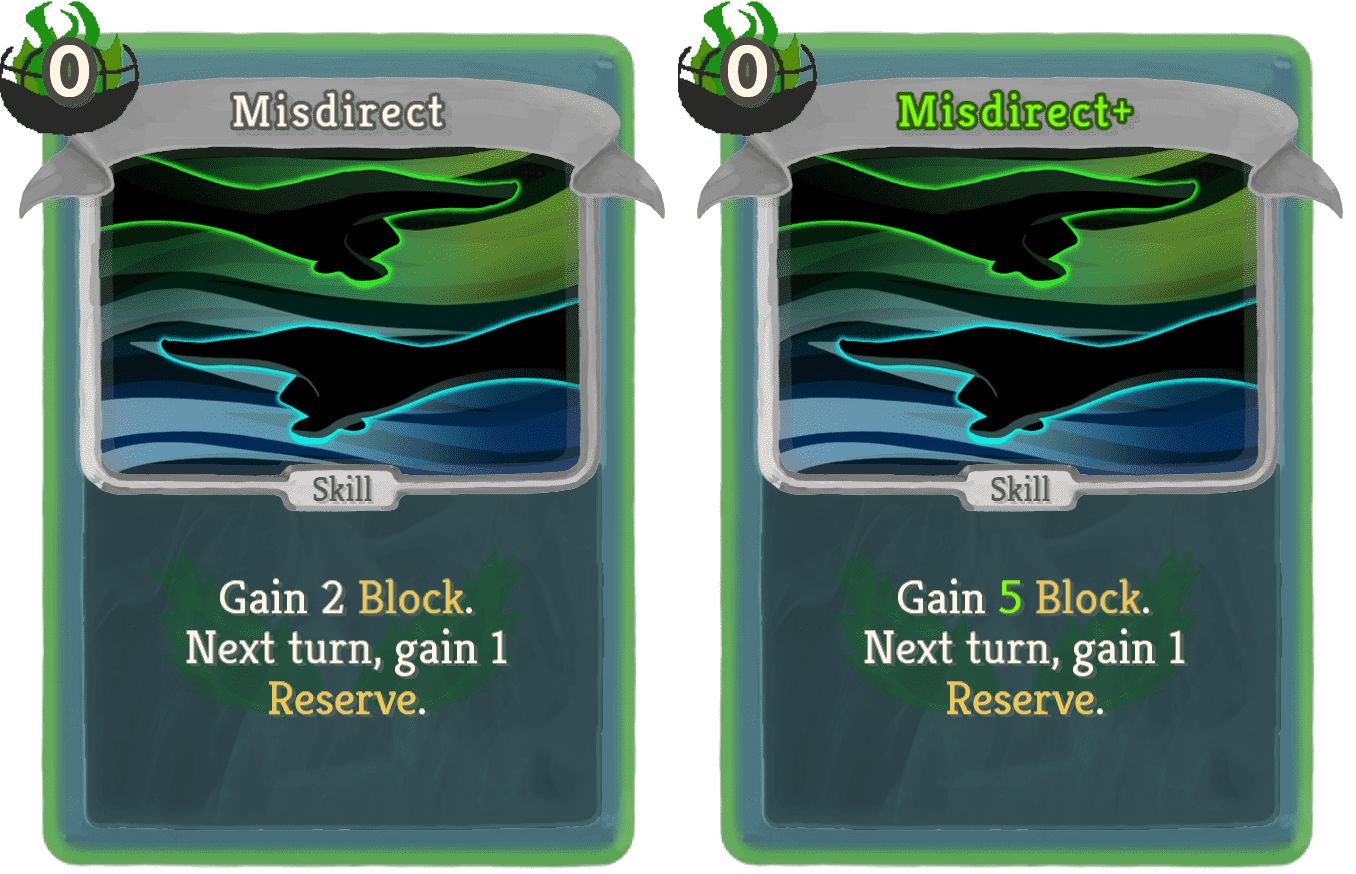 0
Misdirect
Skill
Gain 2 Block.
Next turn, gain 1
Reserve.
0
Misdirect+
Skill
Gain 5 Block.
Next turn, gain 1
Reserve.